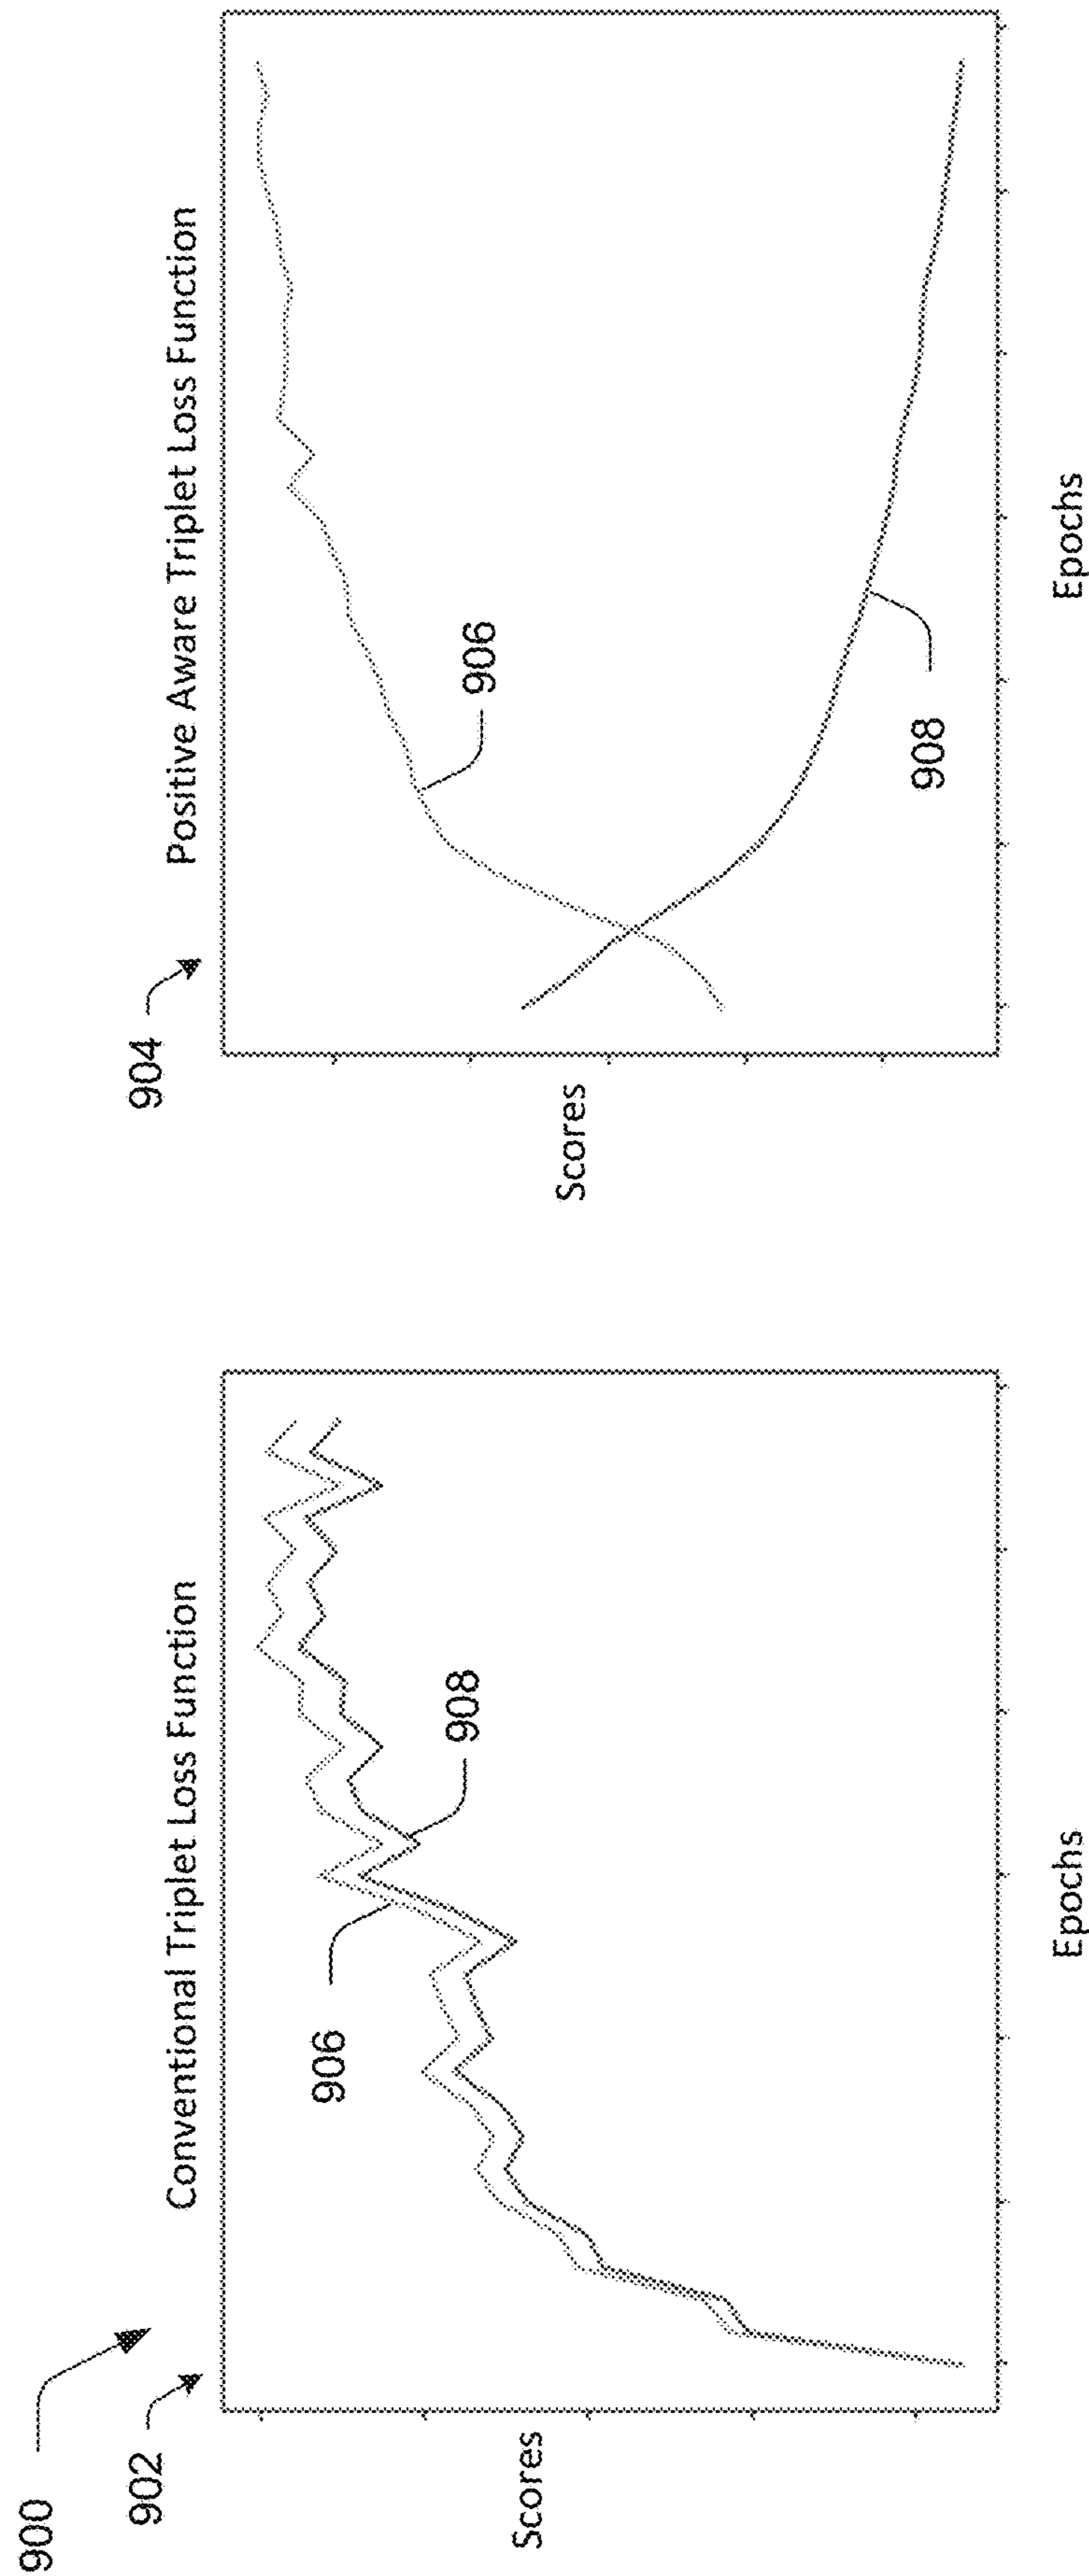 900
902
Conventional Triplet Loss Function
Scores
906
908
Epochs
904
Positive Aware Triplet Loss Function
Scores
906
908
Epochs